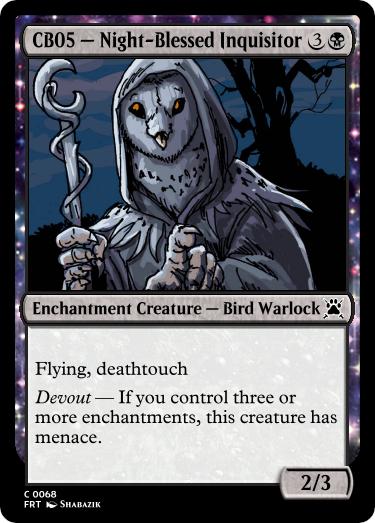 CB05 — Night-Blessed Inquisitor 3
Enchantment Creature — Bird Warlock
Flying, deathtouch
Devout — If you control three or
more enchantments, this creature has
menace.
2/3
C 0068
FRT Shabazik